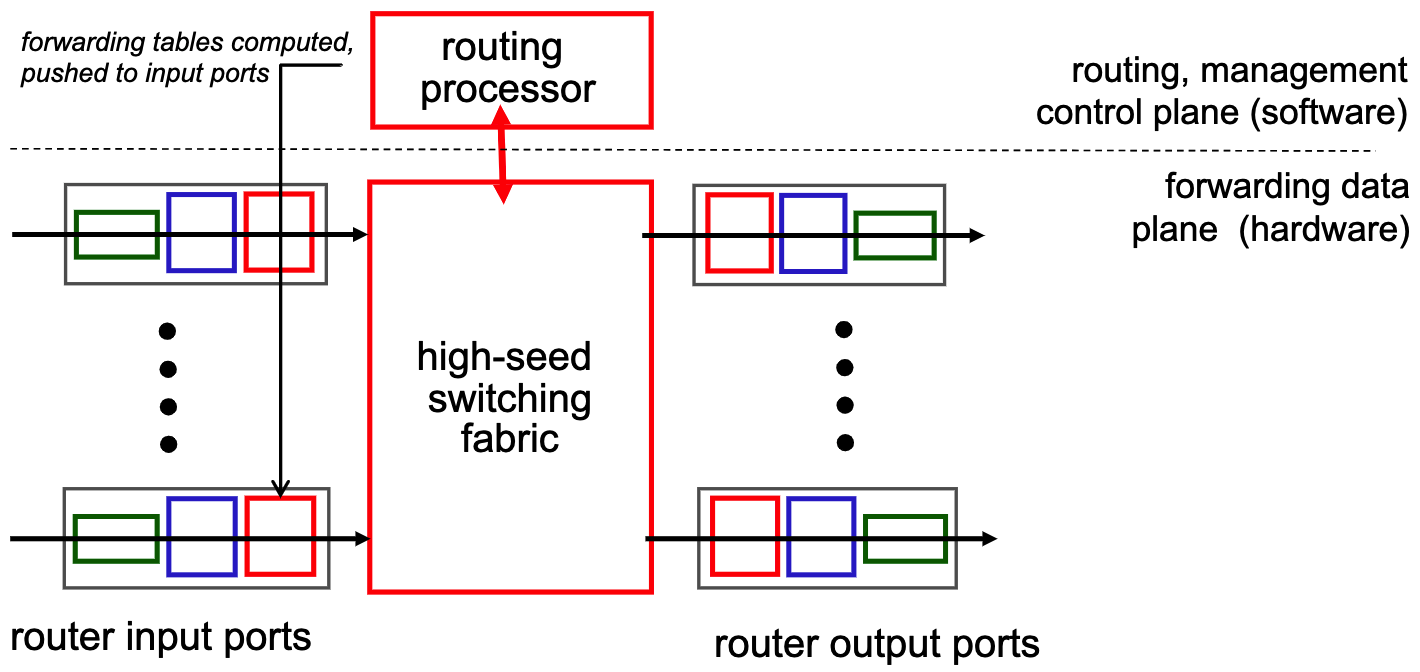 forwarding tables computed,
pushed to input ports
routing
processor
routing, management
control plane (software)
forwarding data
plane (hardware)
high-seed
switching
fabric
router input ports
router output ports